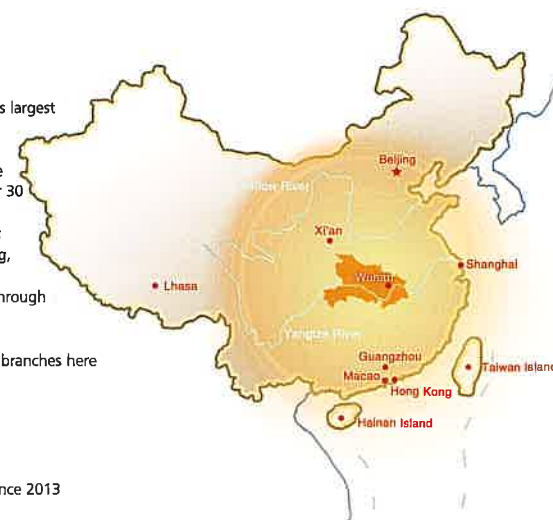 s largest
e
r 30
g,
hrough
branches here
nce 2013
Beijing
Yellow River
Xi'an
Wuhan
Shanghai
Lhasa
Yangtze River
Guangzhou
Macao
Hong Kong
Taiwan Island
Hainan Island